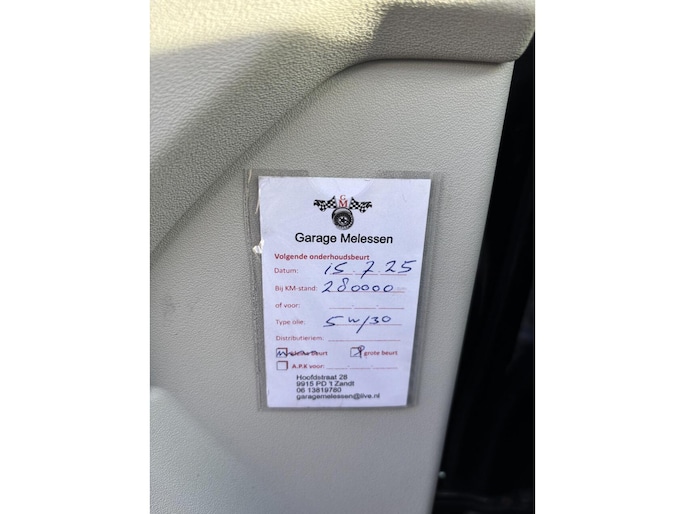 G
M
Garage Melessen
Volgende onderhoudsbeurt
Datum: 15.7.25
Bij KM-stand: 280000
of voor:
Type olie: 5w/30
Distributieriem:
beurt grote beurt
A.P.K voor:
Hoofdstraat 28
9915 PD 't Zandt
06 13819780
garagemelessen@live.nl